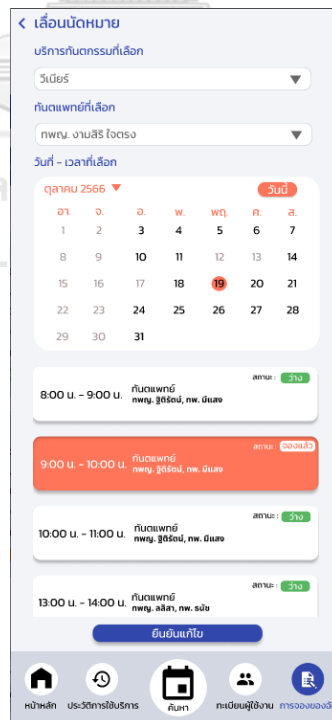 เลื่อนนัดหมาย
บริการทันตกรรมที่เลือก
วีเนียร์
ทันตแพทย์ที่เลือก
ทพญ. งามสิริ ใจตรง
วันที่ - เวลาที่เลือก
ตุลาคม 2566 วันนี้
อา. จ. อ. พ. พฤ. ศ. ส.
1 2 3 4 5 6 7
8 9 10 11 12 13 14
15 16 17 18 19 20 21
22 23 24 25 26 27 28
29 30 31
สถานะ : ว่าง
8:00 น. - 9:00 น. ทันตแพทย์
ทพญ. ฐิติรัตน์, ทพ. มีแสง
สถานะ : จองแล้ว
9:00 น. - 10:00 น. ทันตแพทย์
ทพญ. ฐิติรัตน์, ทพ. มีแสง
สถานะ : ว่าง
10:00 น. - 11:00 น. ทันตแพทย์
ทพญ. ฐิติรัตน์, ทพ. มีแสง
สถานะ : ว่าง
13:00 น. - 14:00 น. ทันตแพทย์
ทพญ. ลลิสา, ทพ. ธนัช
ยืนยันแก้ไข
หน้าหลัก ประวัติการใช้บริการ ค้นหา ทะเบียนผู้ใช้งาน การจองของฉั